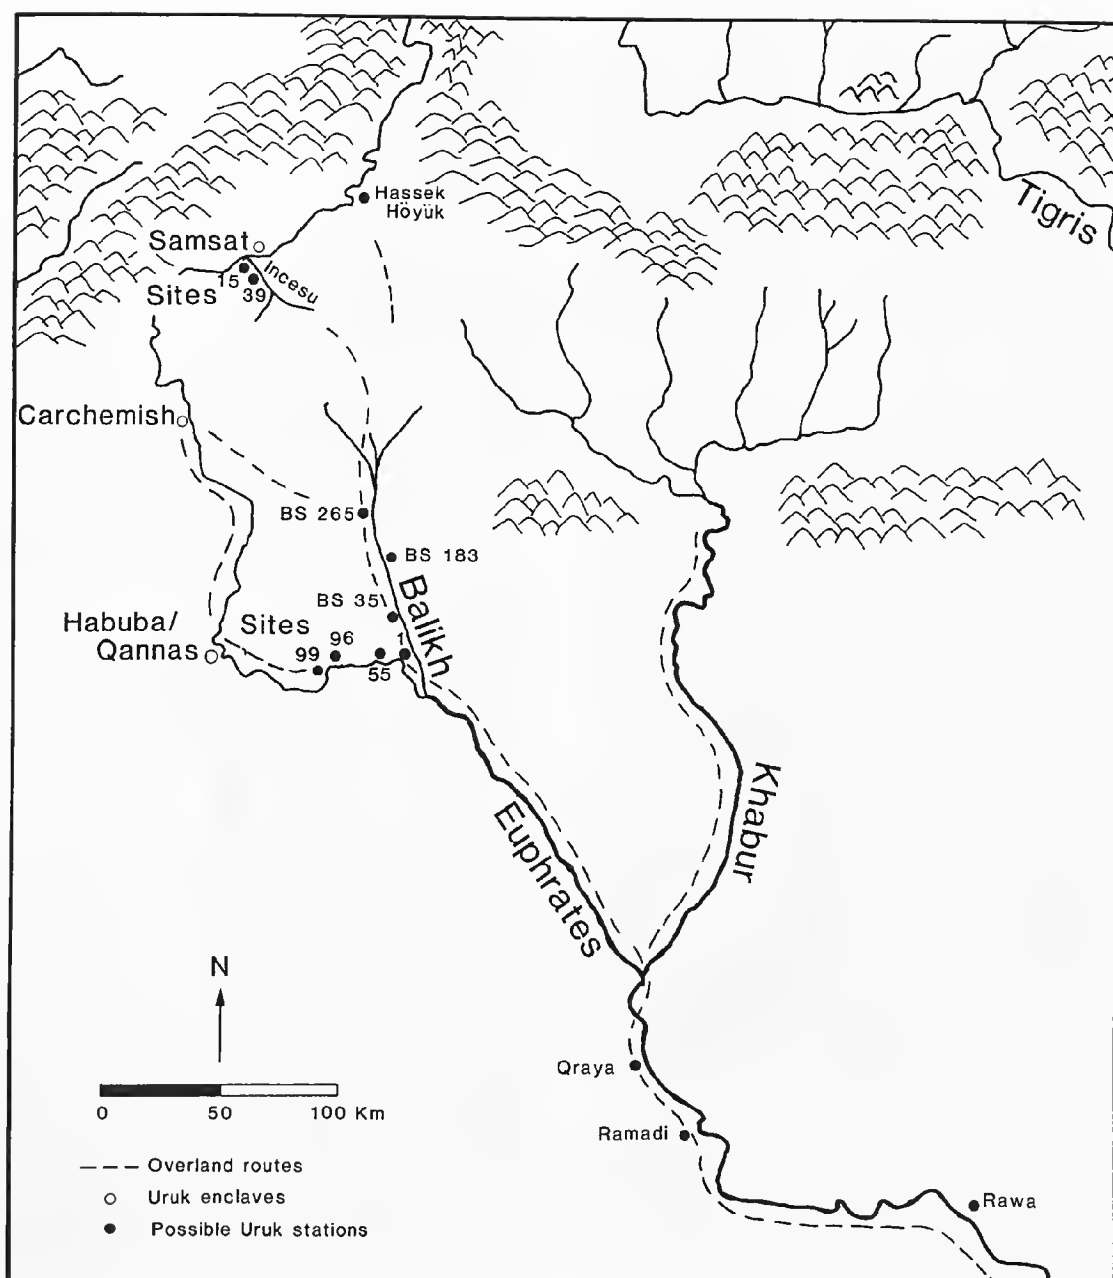 Hassek
Höyük
Tigris
Samsat
Incesu
15
39
Sites
Carchemish
BS 265
BS 183
BS 35
Balikh
Habuba/
Qannas
Sites
96
1
99
55
Khabur
Euphrates
N
Qraya
0 50 100 Km
Ramadi
Overland routes
Uruk enclaves
Rawa
Possible Uruk stations